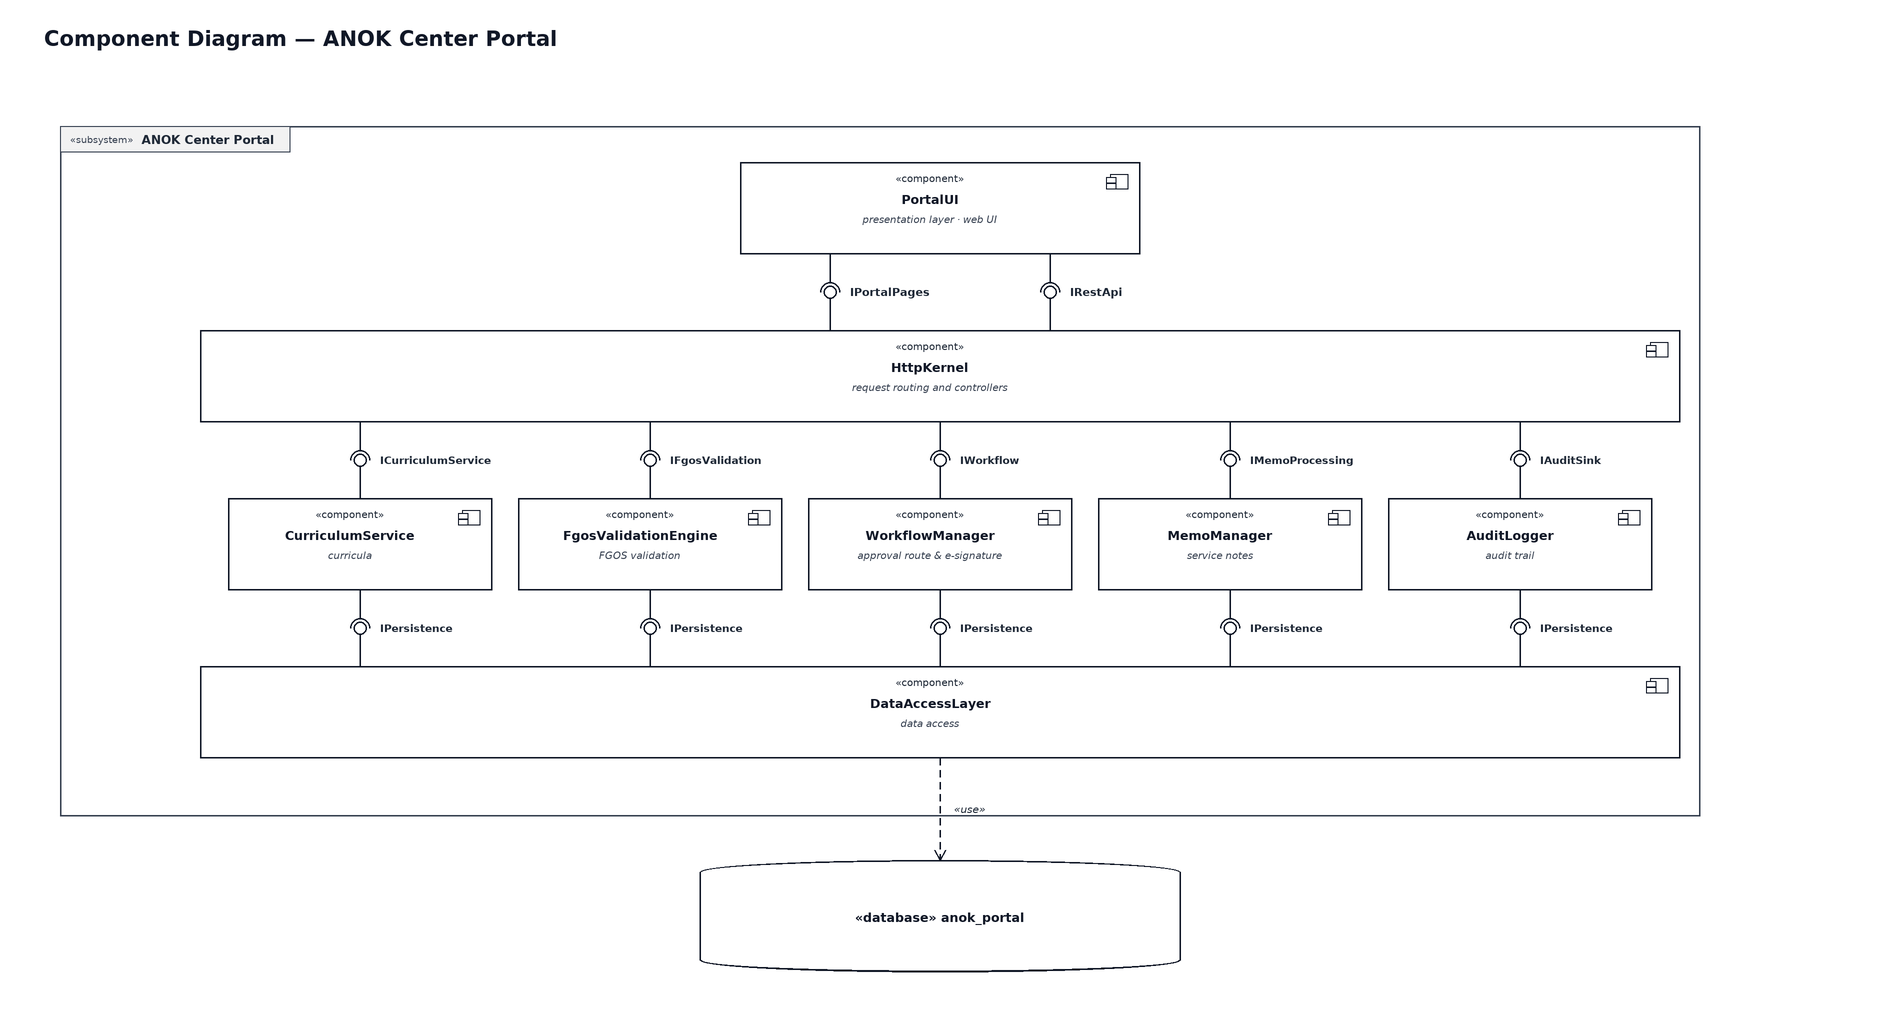 Component Diagram — ANOK Center Portal
«subsystem» ANOK Center Portal
«component»
PortalUI
presentation layer · web UI
IPortalPages
IRestApi
«component»
HttpKernel
request routing and controllers
ICurriculumService
IFgosValidation
IWorkflow
IMemoProcessing
IAuditSink
«component»
CurriculumService
curricula
«component»
FgosValidationEngine
FGOS validation
«component»
WorkflowManager
approval route & e-signature
«component»
MemoManager
service notes
«component»
AuditLogger
audit trail
IPersistence
IPersistence
IPersistence
IPersistence
IPersistence
«component»
DataAccessLayer
data access
«use»
«database» anok_portal